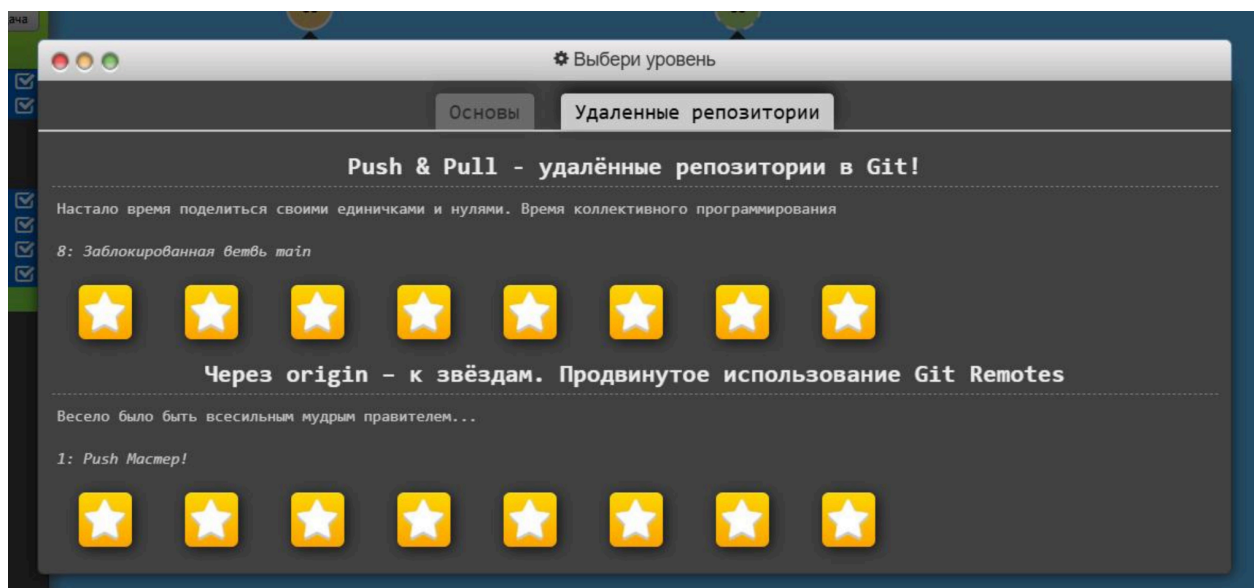 ача
Выбери уровень
Основы
Удаленные репозитории
Push & Pull - удалённые репозитории в Git!
Настало время поделиться своими единичками и нулями. Время коллективного программирования
8: Заблокированная ветвь main
Через origin – к звёздам. Продвинутое использование Git Remotes
Весело было быть всесильным мудрым правителем...
1: Push Мастер!